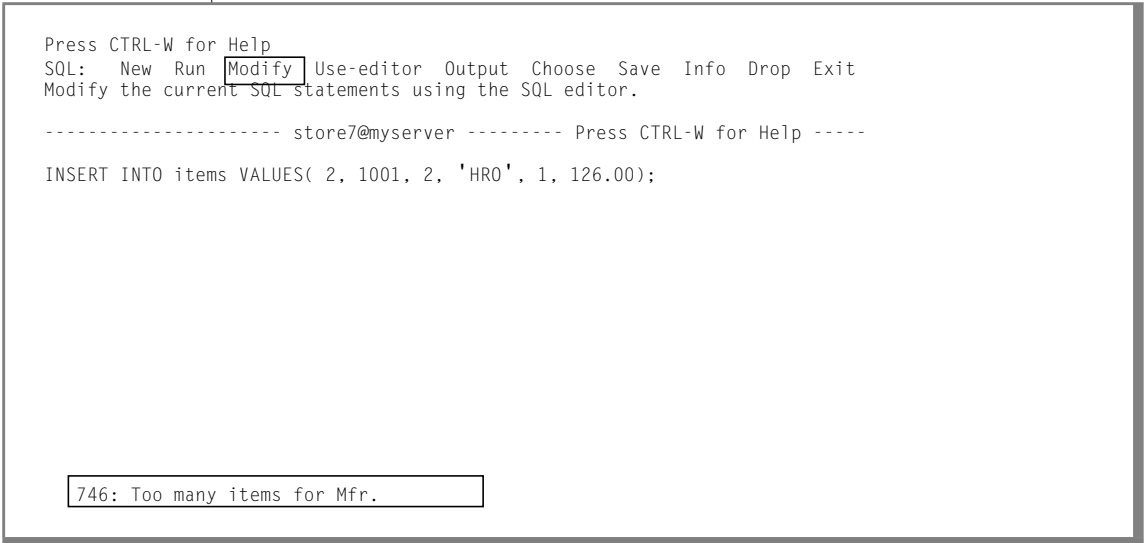 Press CTRL-W for Help
SQL: New Run Modify Use-editor Output Choose Save Info Drop Exit
Modify the current SQL statements using the SQL editor.
---------------------- store7@myserver --------- Press CTRL-W for Help -----
INSERT INTO items VALUES( 2, 1001, 2, 'HRO', 1, 126.00);
746: Too many items for Mfr.